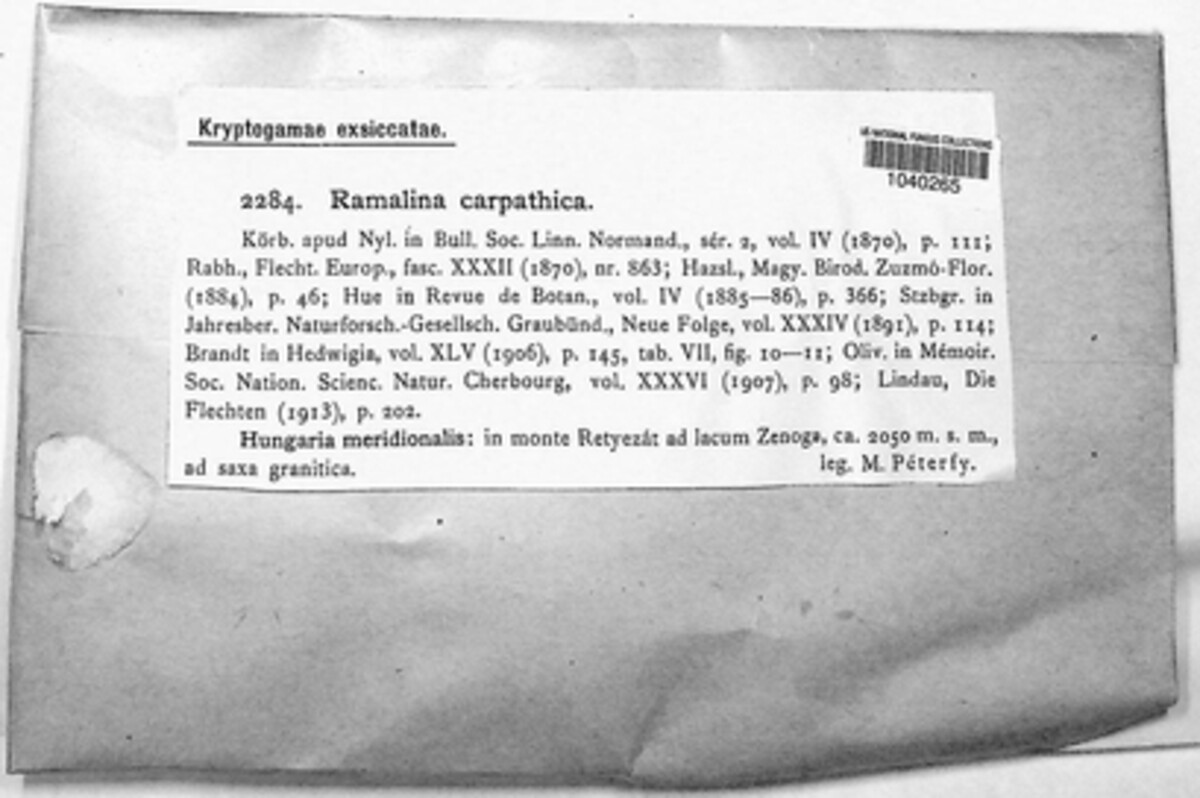 Kryptogamae exsiccatae.
US NATIONAL FUNGUS COLLECTIONS
1040265
2284. Ramalina carpathica.
Körb. apud Nyl. in Bull. Soc. Linn. Normand., sér. 2, vol. IV (1870), p. 111;
Rabh., Flecht. Europ., fasc. XXXII (1870), nr. 863; Hazsl., Magy. Birod. Zuzmó-Flor.
(1884), p. 46; Hue in Revue de Botan., vol. IV (1885—86), p. 366; Stzbgr. in
Jahresber. Naturforsch.-Gesellsch. Graubünd., Neue Folge, vol. XXXIV (1891), p. 114;
Brandt in Hedwigia, vol. XLV (1906), p. 145, tab. VII, fig. 10—11; Oliv. in Mémoir.
Soc. Nation. Scienc. Natur. Cherbourg, vol. XXXVI (1907), p. 98; Lindau, Die
Flechten (1913), p. 202.
Hungaria meridionalis: in monte Retyezát ad lacum Zenoga, ca. 2050 m. s. m.,
ad saxa granitica. leg. M. Péterfy.